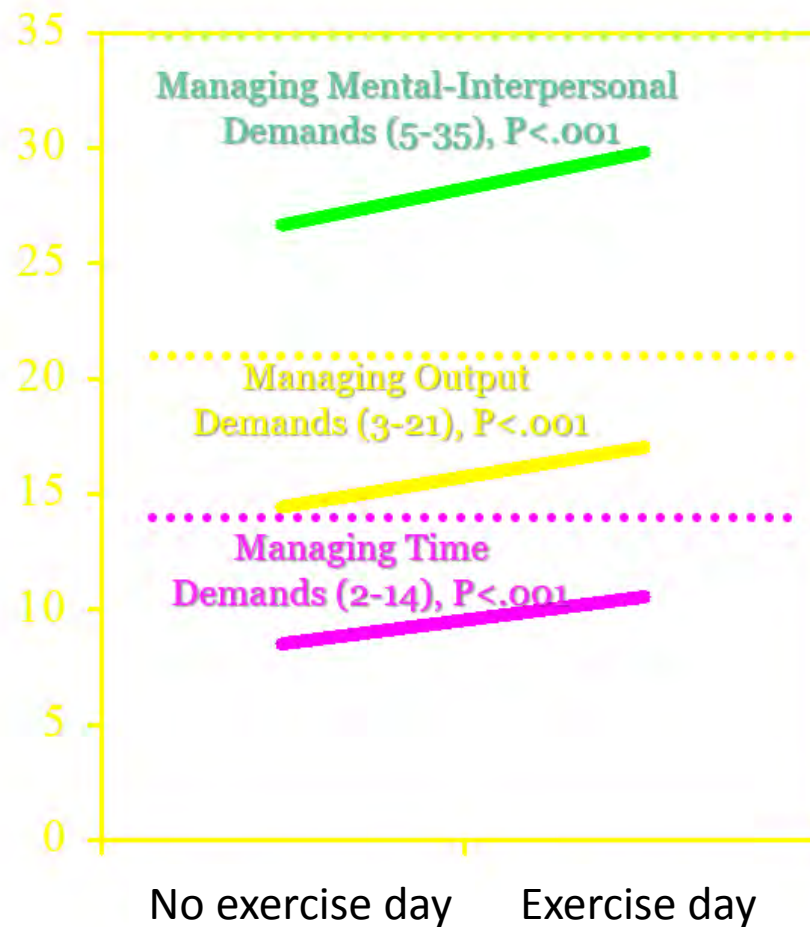 35
Managing Mental-Interpersonal
Demands (5-35), P<.001
30
25
20
Managing Output
Demands (3-21), P<.001
15
Managing Time
Demands (2-14), P<.001
10
5
0
No exercise day Exercise day